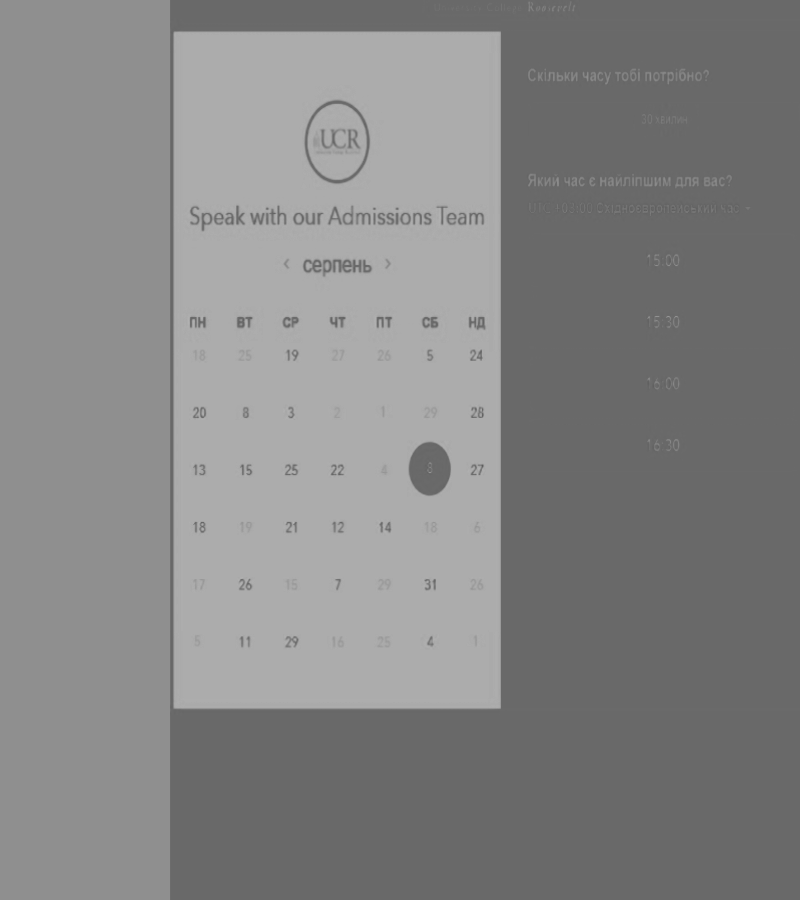 Roosevelt
UCR
Speak with our Admissions Team
‹ серпень ›
ПН ВТ СР ЧТ ПТ СБ НД
18 25 19 27 26 5 24
20 8 3 2 1 29 28
13 15 25 22 4 8 27
18 19 21 12 14 18 6
17 26 15 7 29 31 26
5 11 29 16 25 4 1
Скільки часу тобі потрібно?
30 хвилин
Який час є найліпшим для вас?
Східноєвропейський час
15:00
15:30
16:00
16:30